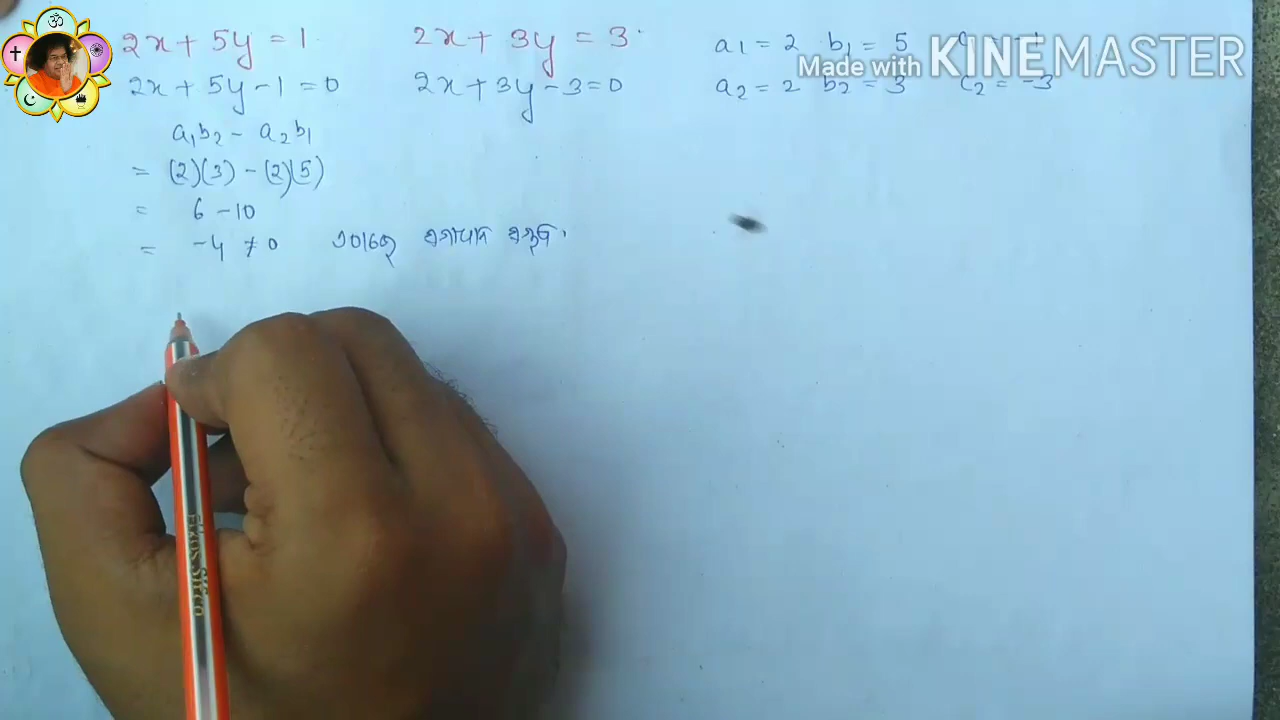 2x + 5y = 1 2x + 3y = 3 a1 = 2 b1 = 5
Made with KINEMASTER
2x + 5y - 1 = 0 2x + 3y - 3 = 0 a2 = 2 b2 = 3 c2 = -3
a1b2 - a2b1
= (2)(3) - (2)(5)
= 6 - 10
= -4 ≠ 0 ସମାଧାନ